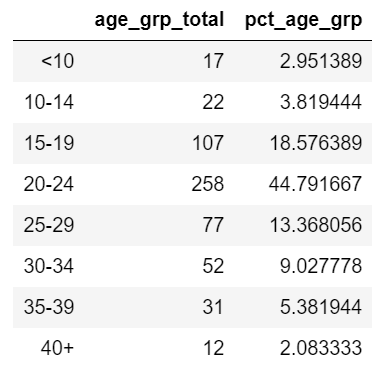 age_grp_total pct_age_grp
<10 17 2.951389
10-14 22 3.819444
15-19 107 18.576389
20-24 258 44.791667
25-29 77 13.368056
30-34 52 9.027778
35-39 31 5.381944
40+ 12 2.083333